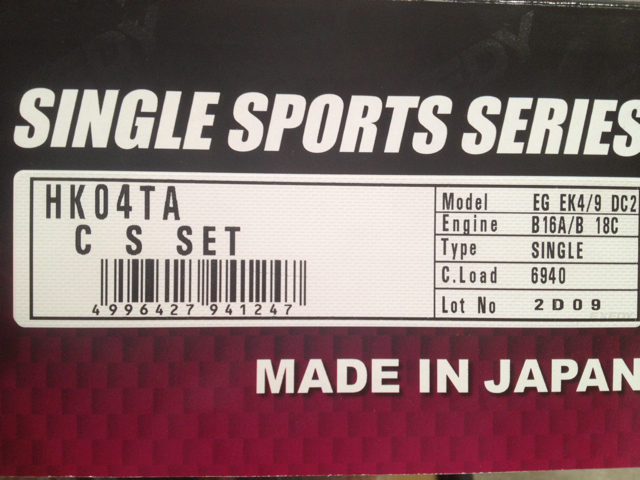 SINGLE SPORTS SERIES
HK04TA
C S SET
4996427 941247
Model EG EK4/9 DC2
Engine B16A/B 18C
Type SINGLE
C.Load 6940
Lot No 2D09
EXEDY
MADE IN JAPAN